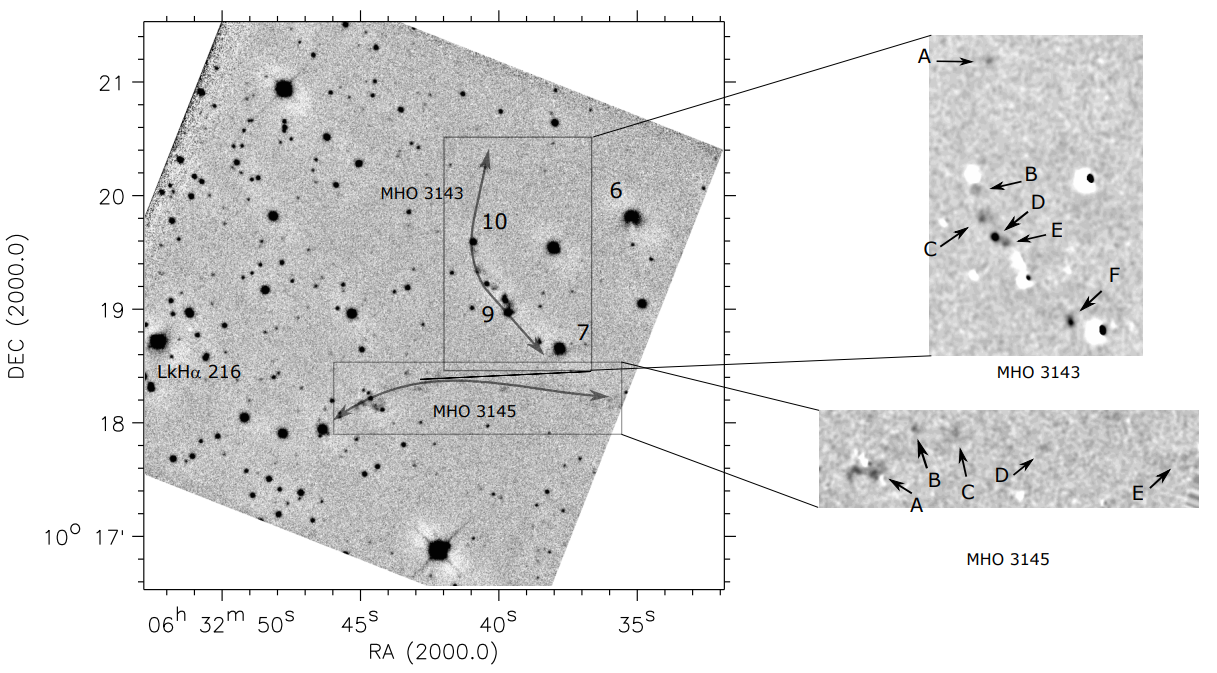 A
21
B
20
6
MHO 3143
D
10
E
C
F
DEC (2000.0)
19
9
7
LkHα 216
MHO 3143
MHO 3145
18
B
D
C
E
A
MHO 3145
10° 17'
06h 32m 50s
45s
40s
35s
RA (2000.0)